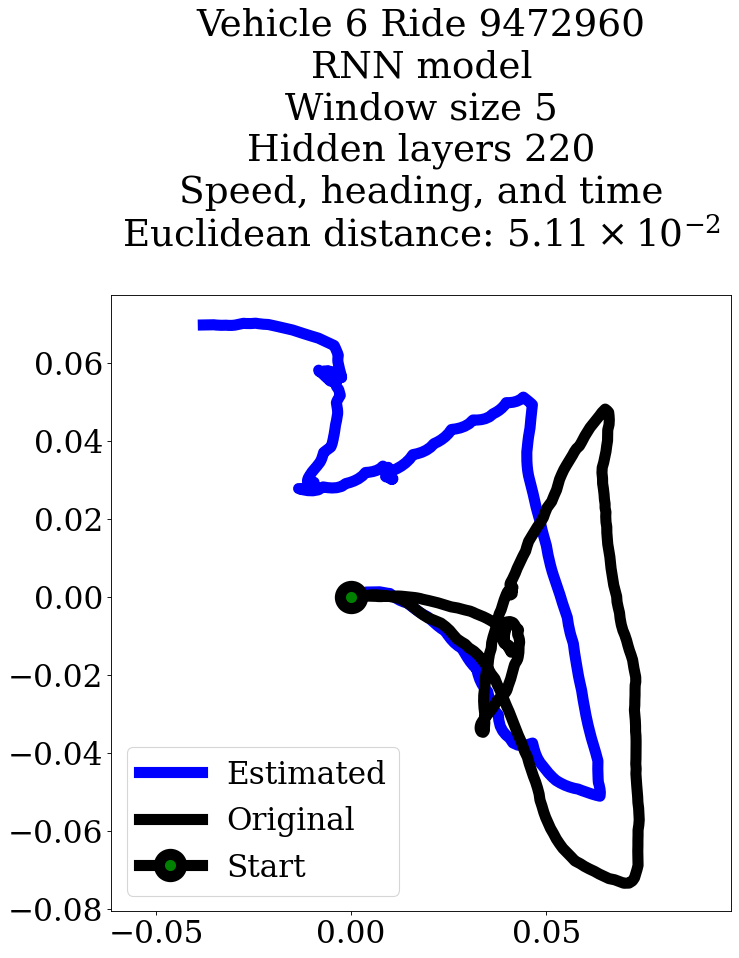 Vehicle 6 Ride 9472960
RNN model
Window size 5
Hidden layers 220
Speed, heading, and time
Euclidean distance: 5.11 × 10⁻²
0.06
0.04
0.02
0.00
−0.02
−0.04
−0.06
−0.08
Estimated
Original
Start
−0.05
0.00
0.05